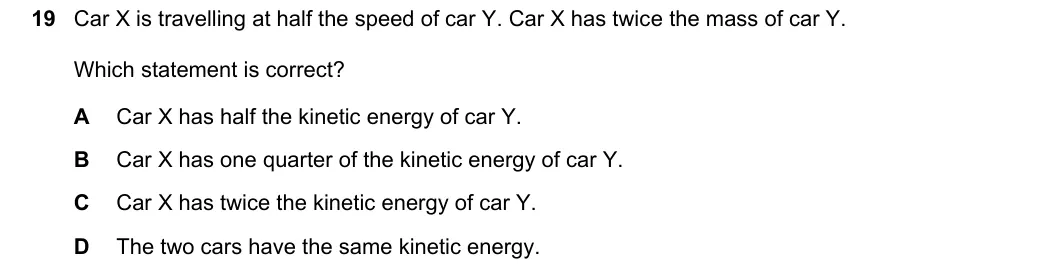 19 Car X is travelling at half the speed of car Y. Car X has twice the mass of car Y.
Which statement is correct?
A Car X has half the kinetic energy of car Y.
B Car X has one quarter of the kinetic energy of car Y.
C Car X has twice the kinetic energy of car Y.
D The two cars have the same kinetic energy.